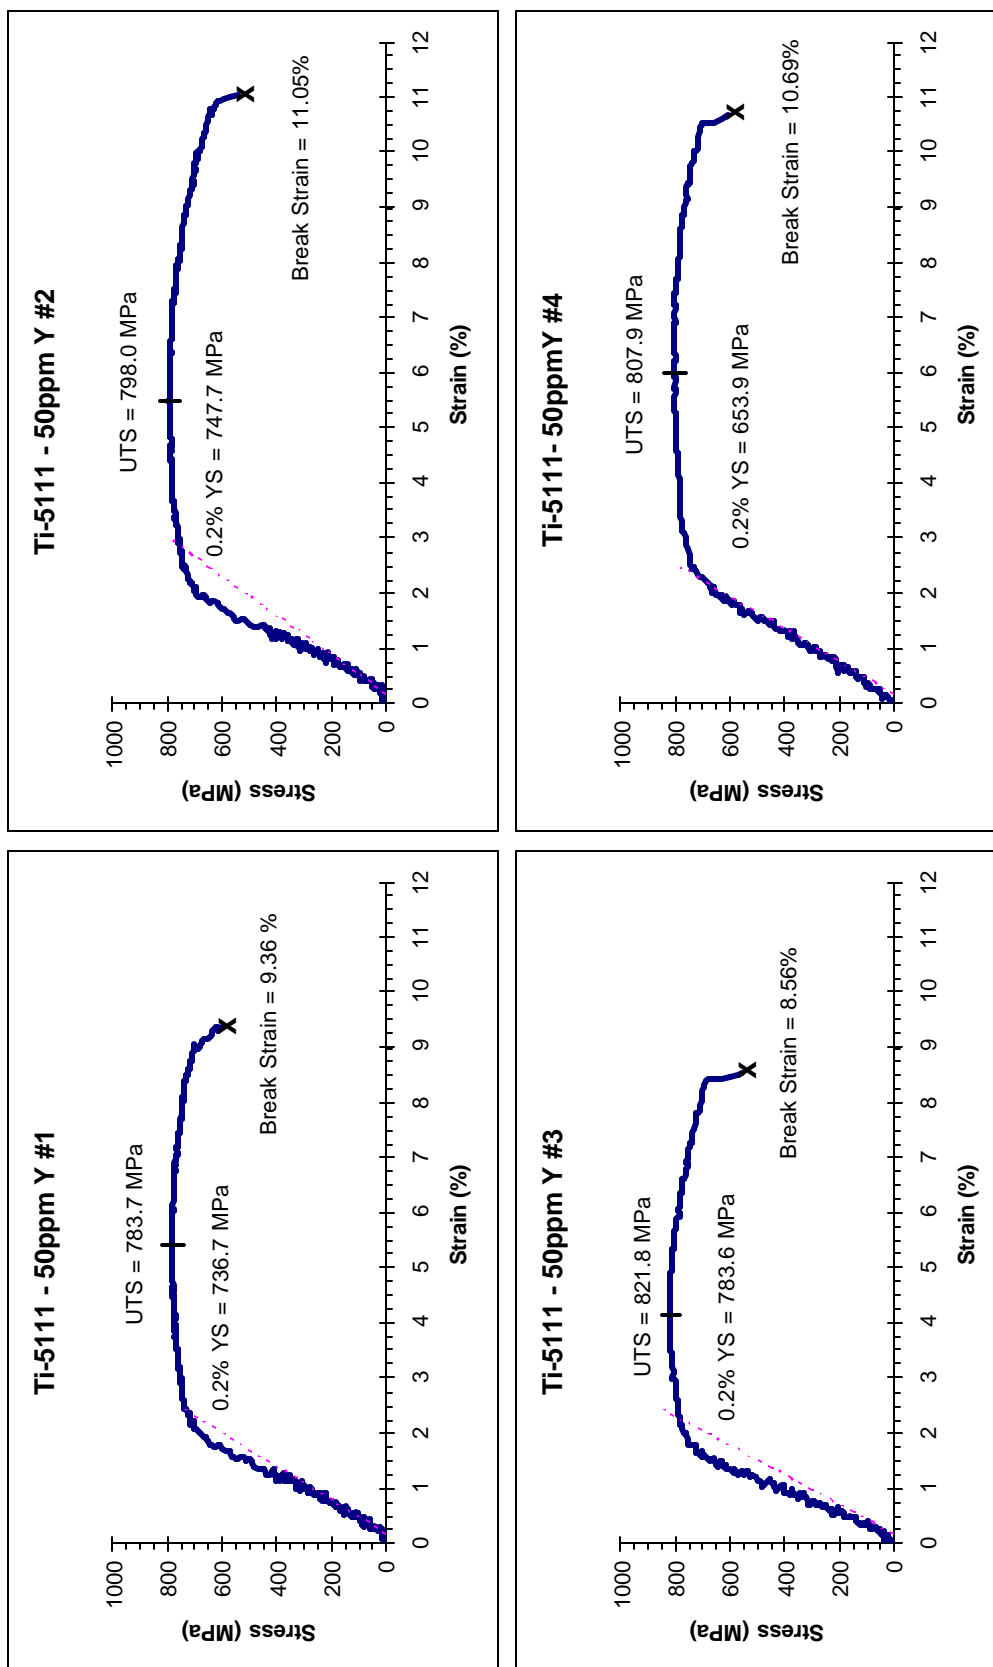 Ti-5111 - 50ppm Y #1
UTS = 783.7 MPa
0.2% YS = 736.7 MPa
Break Strain = 9.36 %
Stress (MPa)
1000
800
600
400
200
0
0 1 2 3 4 5 6 7 8 9 10 11 12
Strain (%)
Ti-5111 - 50ppm Y #2
UTS = 798.0 MPa
0.2% YS = 747.7 MPa
Break Strain = 11.05%
Stress (MPa)
1000
800
600
400
200
0
0 1 2 3 4 5 6 7 8 9 10 11 12
Strain (%)
Ti-5111 - 50ppm Y #3
UTS = 821.8 MPa
0.2% YS = 783.6 MPa
Break Strain = 8.56%
Stress (MPa)
1000
800
600
400
200
0
0 1 2 3 4 5 6 7 8 9 10 11 12
Strain (%)
Ti-5111- 50ppmY #4
UTS = 807.9 MPa
0.2% YS = 653.9 MPa
Break Strain = 10.69%
Stress (MPa)
1000
800
600
400
200
0
0 1 2 3 4 5 6 7 8 9 10 11 12
Strain (%)